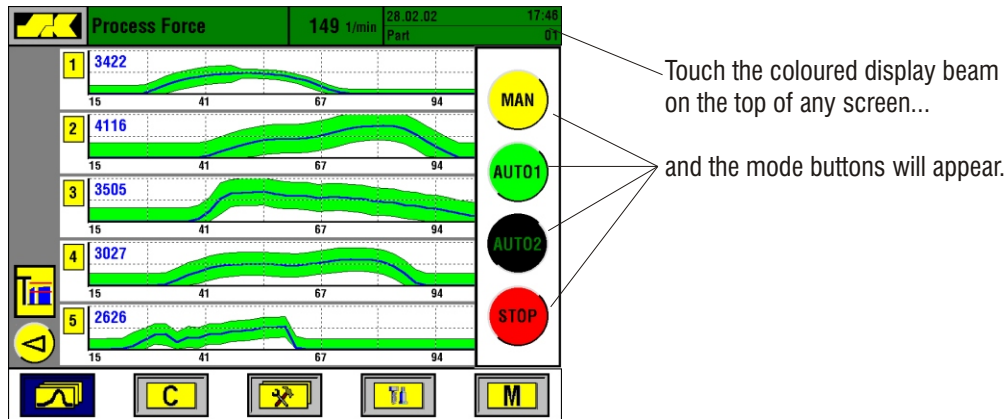 Process Force
149 1/min
28.02.02 17:46
Part 01
1 3422
15 41 67 94
2 4116
15 41 67 94
3 3505
15 41 67 94
4 3027
15 41 67 94
5 2626
15 41 67 94
MAN
AUTO1
AUTO2
STOP
C
M
Touch the coloured display beam
on the top of any screen...
and the mode buttons will appear.